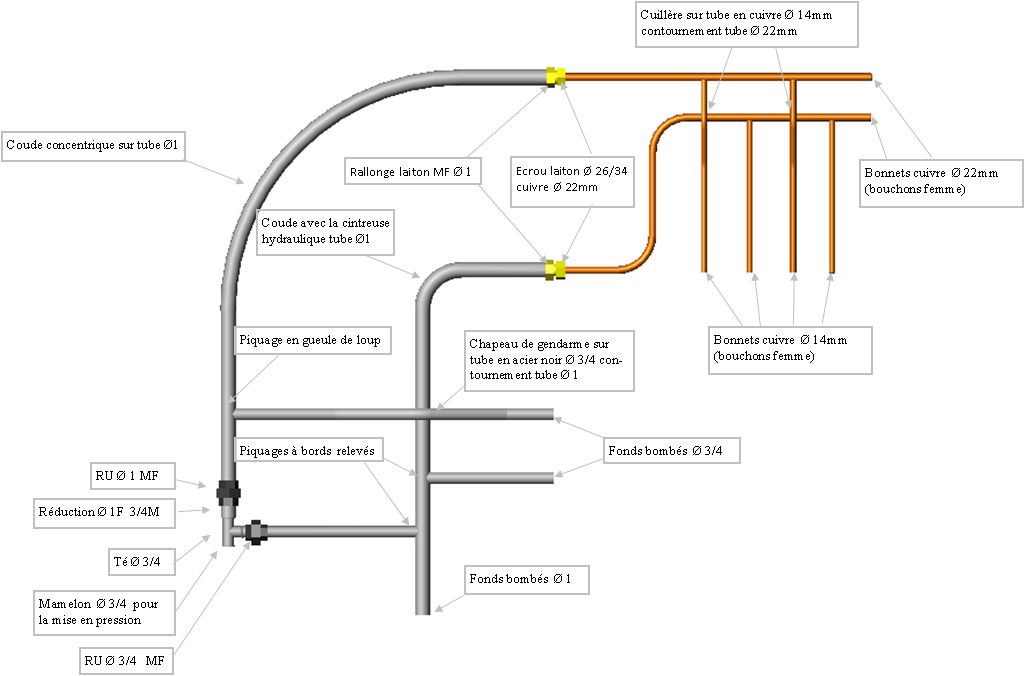 Cuillère sur tube en cuivre Ø 14mm
contournement tube Ø 22mm
Coude concentrique sur tube Ø1
Rallonge laiton MF Ø 1
Ecrou laiton Ø 26/34
cuivre Ø 22mm
Bonnets cuivre Ø 22mm
(bouchons femme)
Coude avec la cintreuse
hydraulique tube Ø1
Piquage en gueule de loup
Chapeau de gendarme sur
tube en acier noir Ø 3/4 con-
tournement tube Ø 1
Bonnets cuivre Ø 14mm
(bouchons femme)
Piquages à bords relevés
Fonds bombés Ø 3/4
RU Ø 1 MF
Réduction Ø 1F 3/4M
Té Ø 3/4
Fonds bombés Ø 1
Mamelon Ø 3/4 pour
la mise en pression
RU Ø 3/4 MF